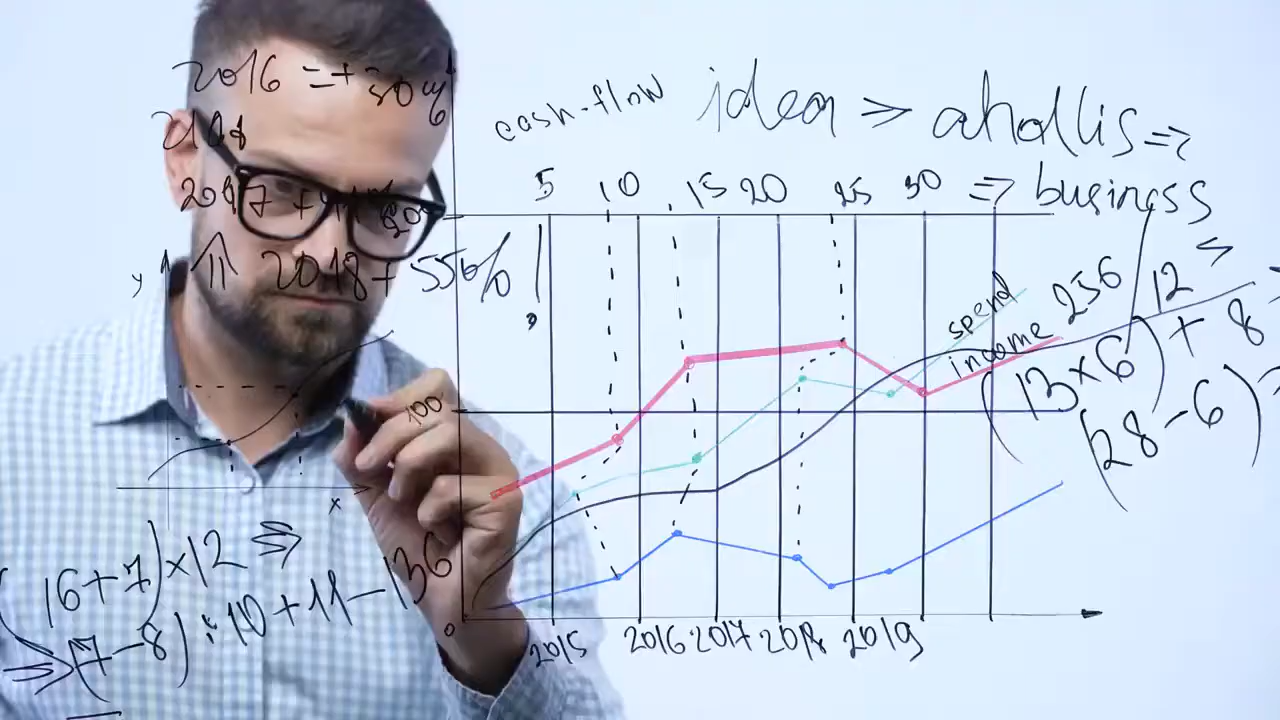 2016 =+30%
cash-flow idea => ahallis =>
=> business
5 10 15 20 25 30
2017
2018+ 55%!
y
spend
income
256 / 12
(13×6)+8
(28-6)
100
x
(16+7)×12 =>
=>(7-8):10+11-136
0
2015 2016 2017 2018 2019